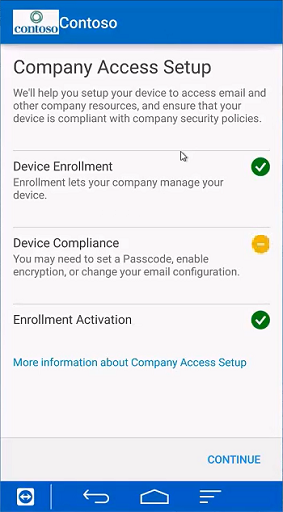 contoso
Contoso
Company Access Setup
We'll help you setup your device to access email and
other company resources, and ensure that your
device is compliant with company security policies.
Device Enrollment
Enrollment lets your company manage your
device.
Device Compliance
You may need to set a Passcode, enable
encryption, or change your email configuration.
Enrollment Activation
More information about Company Access Setup
CONTINUE